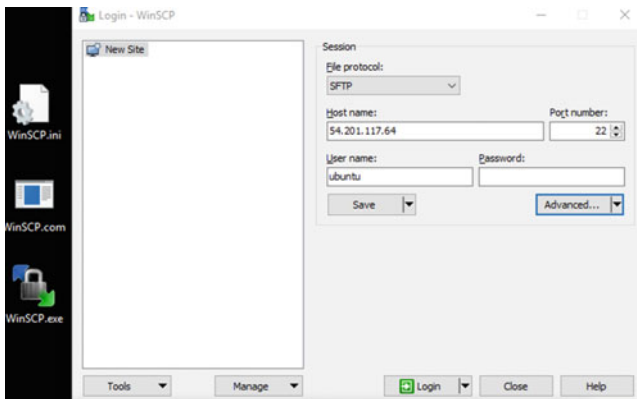 Login - WinSCP
New Site
Session
File protocol:
SFTP
Host name:
Port number:
54.201.117.64
22
User name:
Password:
ubuntu
Save
Advanced...
WinSCP.ini
WinSCP.com
WinSCP.exe
Tools
Manage
Login
Close
Help